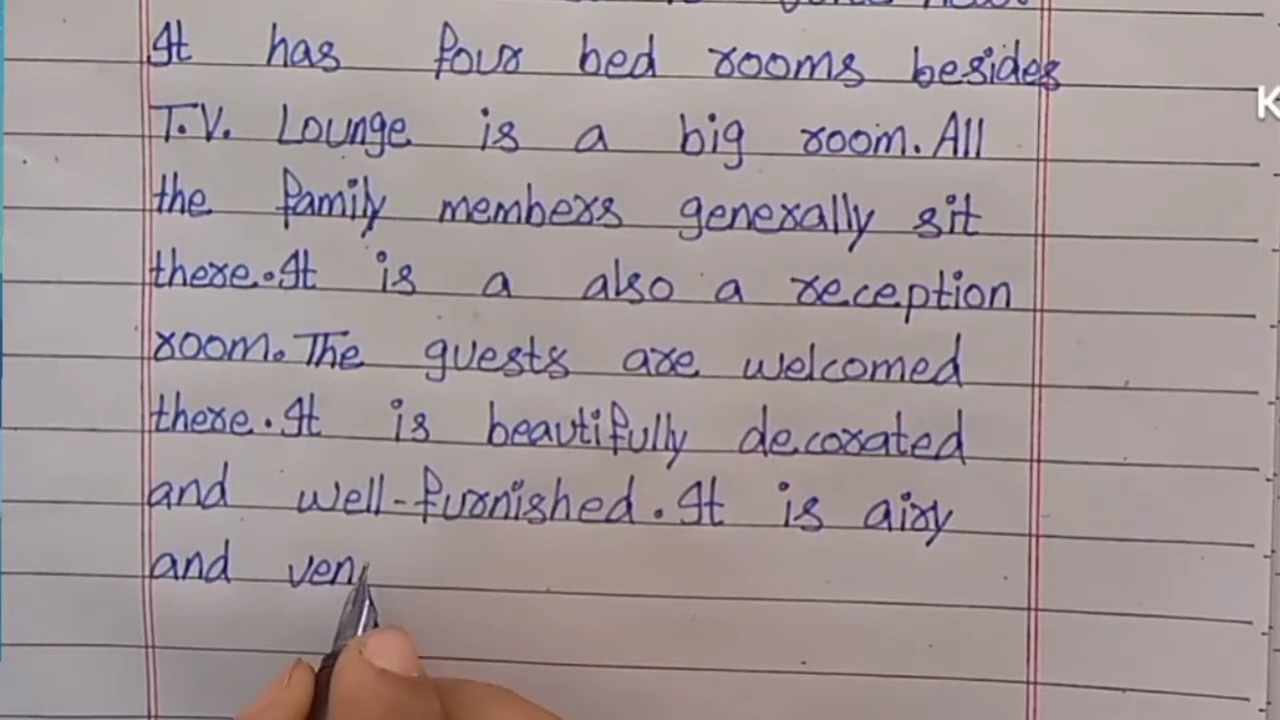 It has four bed rooms besides
T.V. Lounge is a big room. All
the family members generally sit
there. It is a also a reception
room. The guests are welcomed
there. It is beautifully decorated
and well-furnished. It is airy
and ven
K